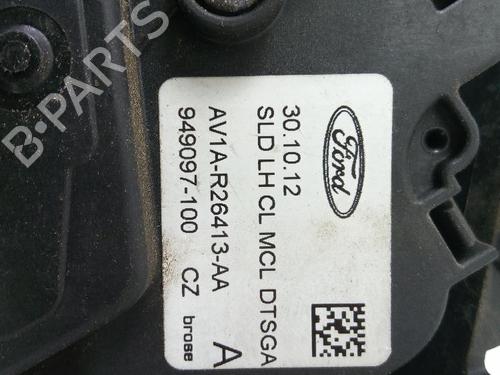 B-PARTS
Ford
30.10.12
SLD LH CL MCL DTSGA
AV1A-R26413-AA A
949097-100 CZ brose